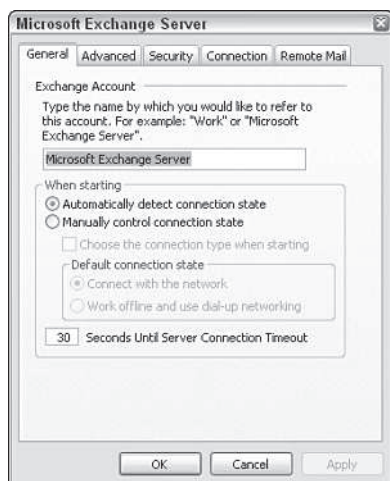 Microsoft Exchange Server
General Advanced Security Connection Remote Mail
Exchange Account
Type the name by which you would like to refer to
this account. For example: "Work" or "Microsoft
Exchange Server".
Microsoft Exchange Server
When starting
Automatically detect connection state
Manually control connection state
Choose the connection type when starting
Default connection state
Connect with the network
Work offline and use dial-up networking
30 Seconds Until Server Connection Timeout
OK Cancel Apply